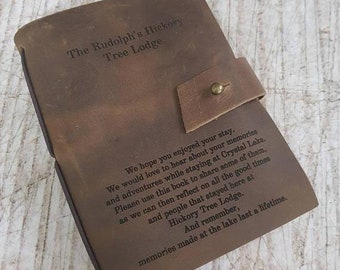 The Rudolph's Hickory
Tree Lodge
We hope you enjoyed your stay.
We would love to hear about your memories
and adventures while staying at Crystal Lake.
Please use this book to share some of them,
as we can then reflect on all the good times
and people that stayed here at
Hickory Tree Lodge.
And remember,
memories made at the lake last a lifetime.